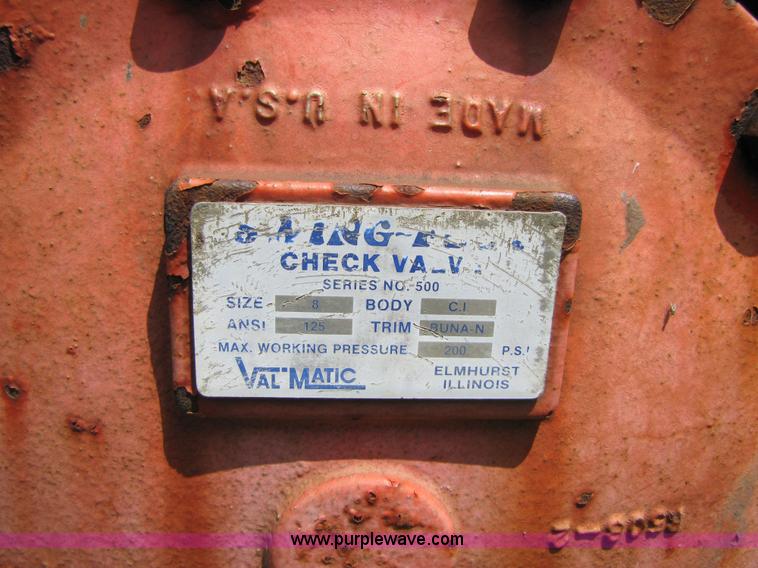 MADE IN U.S.A
CHECK
SERIES NO. 500
SIZE 8 BODY C.I.
ANSI 125 TRIM BUNA-N
MAX. WORKING PRESSURE 200 P.S.I
VAL MATIC
ELMHURST
ILLINOIS
www.purplewave.com